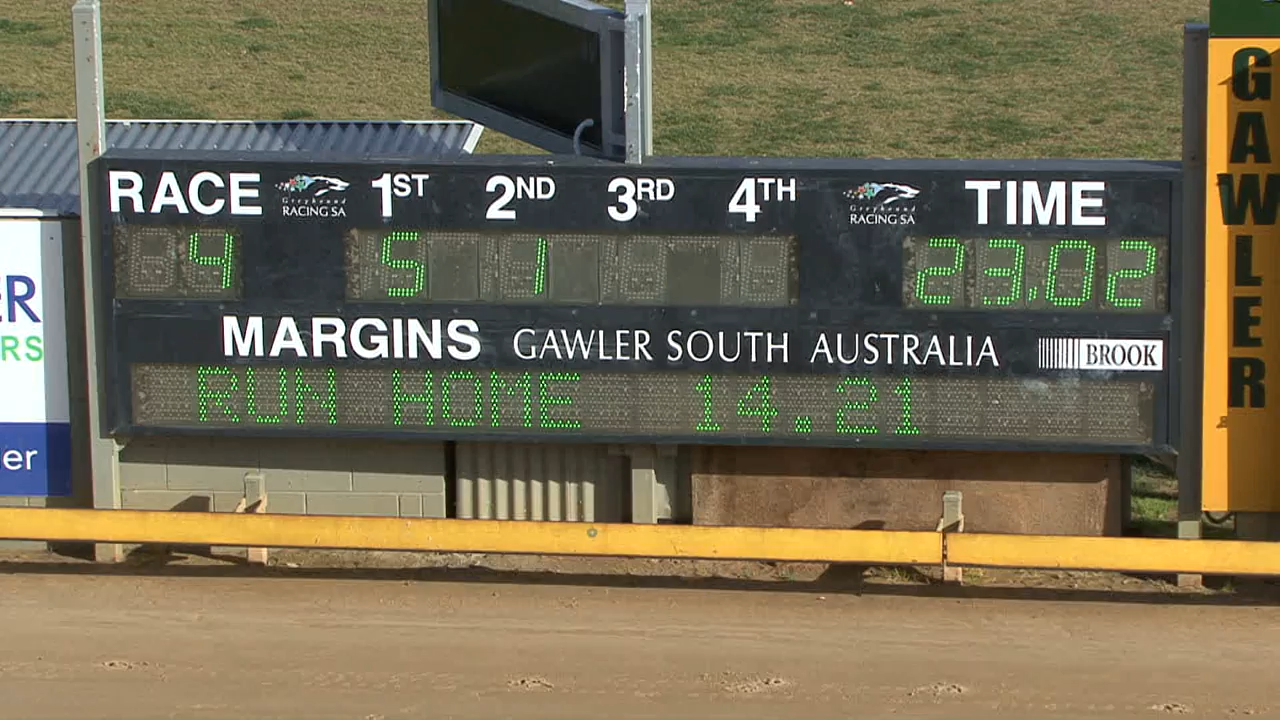 RACE Greyhound RACING SA 1ST 2ND 3RD 4TH Greyhound RACING SA TIME
4 5 1 23.02
MARGINS GAWLER SOUTH AUSTRALIA BROOK
RUN HOME 14.21
GAWLER
ER
RS
er